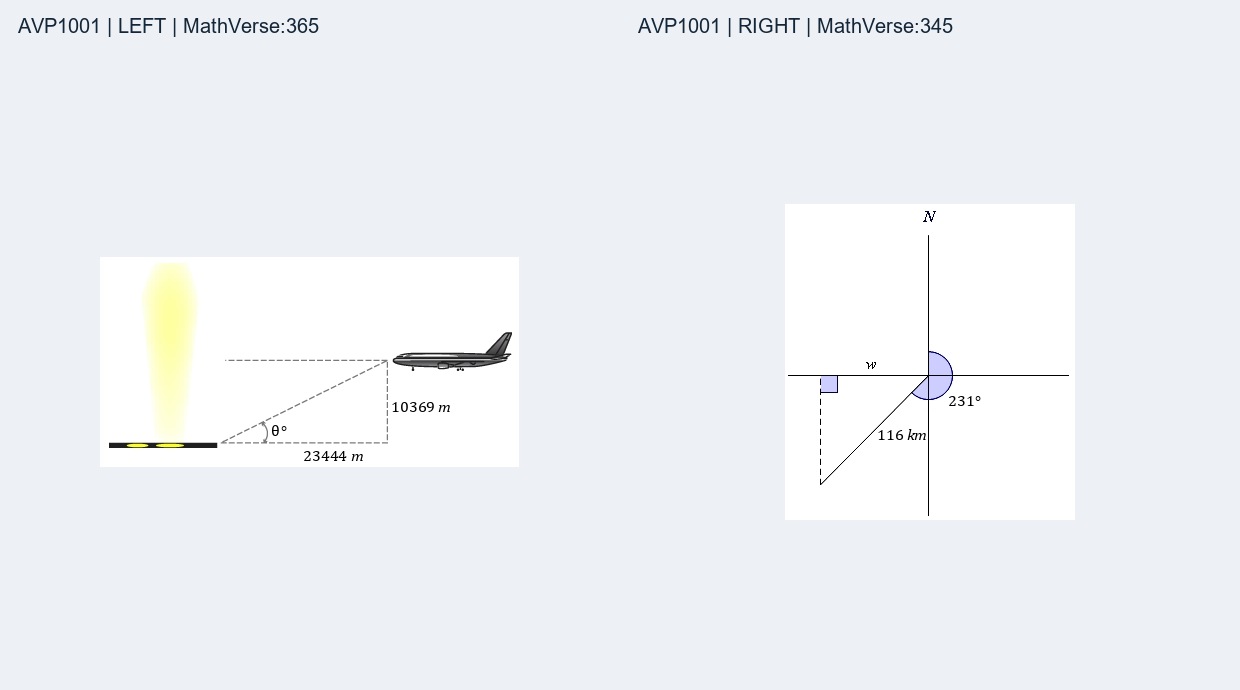 AVP1001 | LEFT | MathVerse:365
10369 m
θ°
23444 m
AVP1001 | RIGHT | MathVerse:345
N
w
231°
116 km